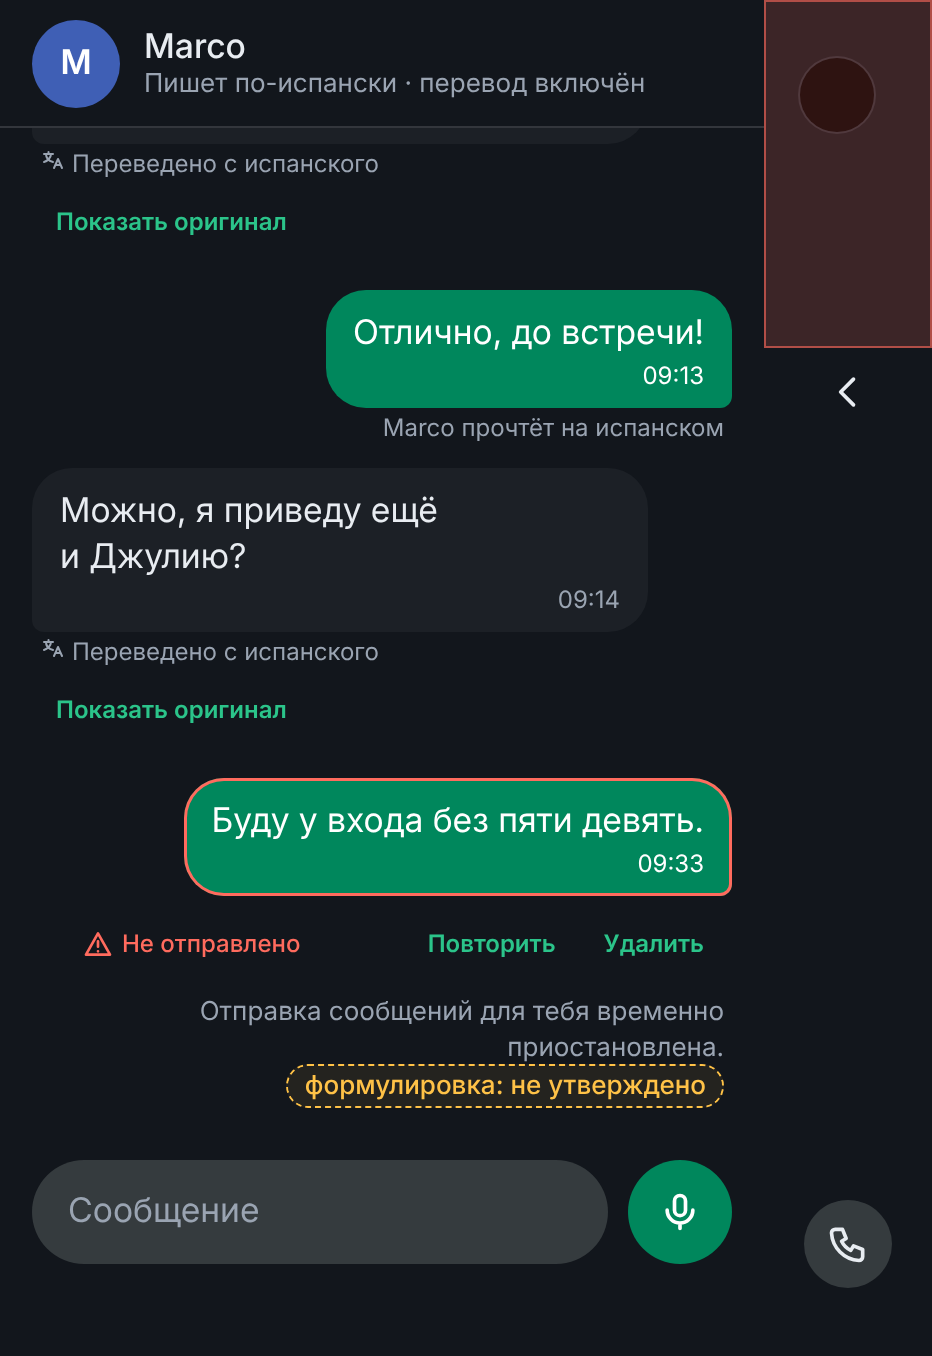 M
Marco
Пишет по-испански · перевод включён
Переведено с испанского
Показать оригинал
Отлично, до встречи!
09:13
Marco прочтёт на испанском
Можно, я приведу ещё
и Джулию?
09:14
Переведено с испанского
Показать оригинал
Буду у входа без пяти девять.
09:33
Не отправлено
Повторить
Удалить
Отправка сообщений для тебя временно
приостановлена.
формулировка: не утверждено
Сообщение